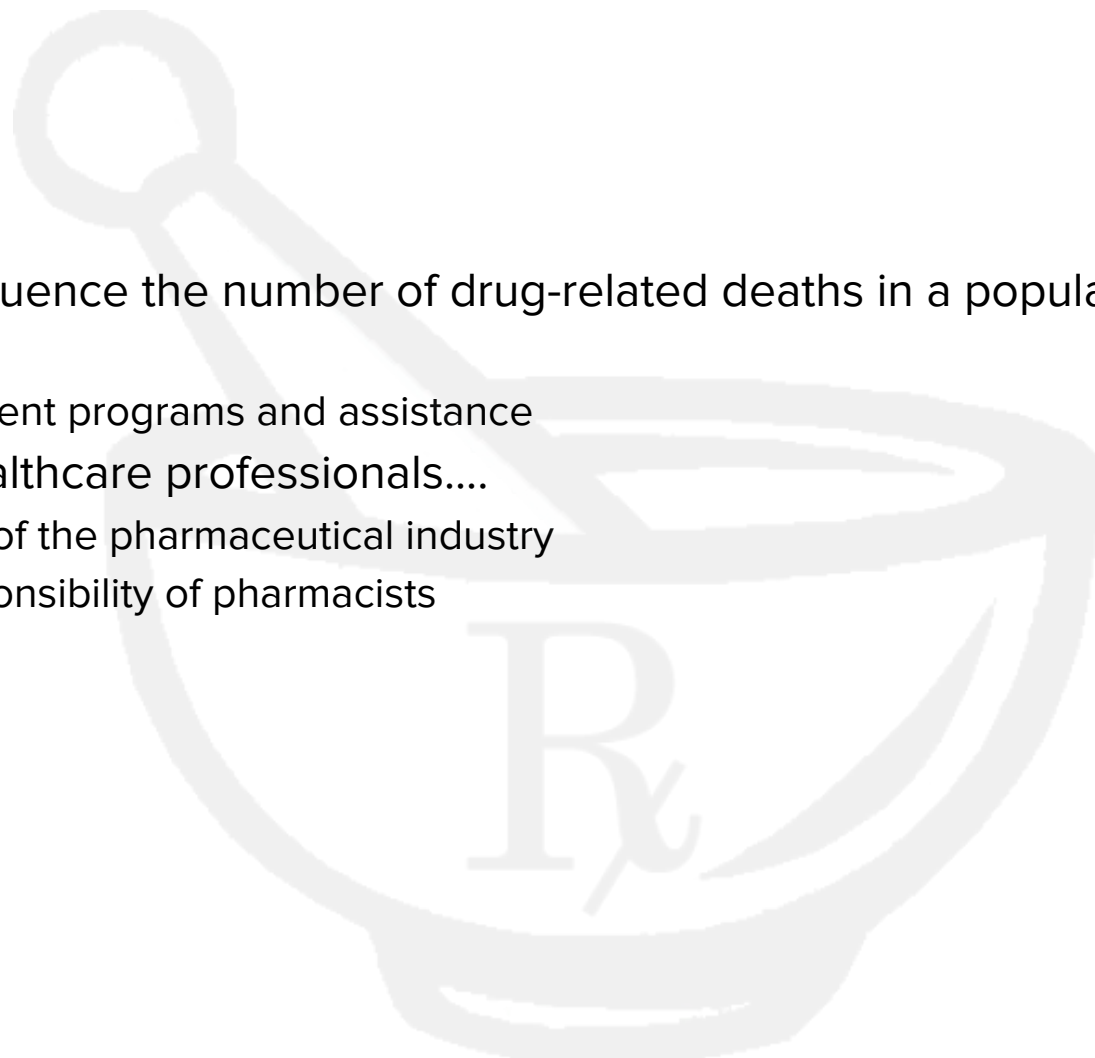 uence the number of drug-related deaths in a popula
ent programs and assistance
althcare professionals....
of the pharmaceutical industry
onsibility of pharmacists
Rx